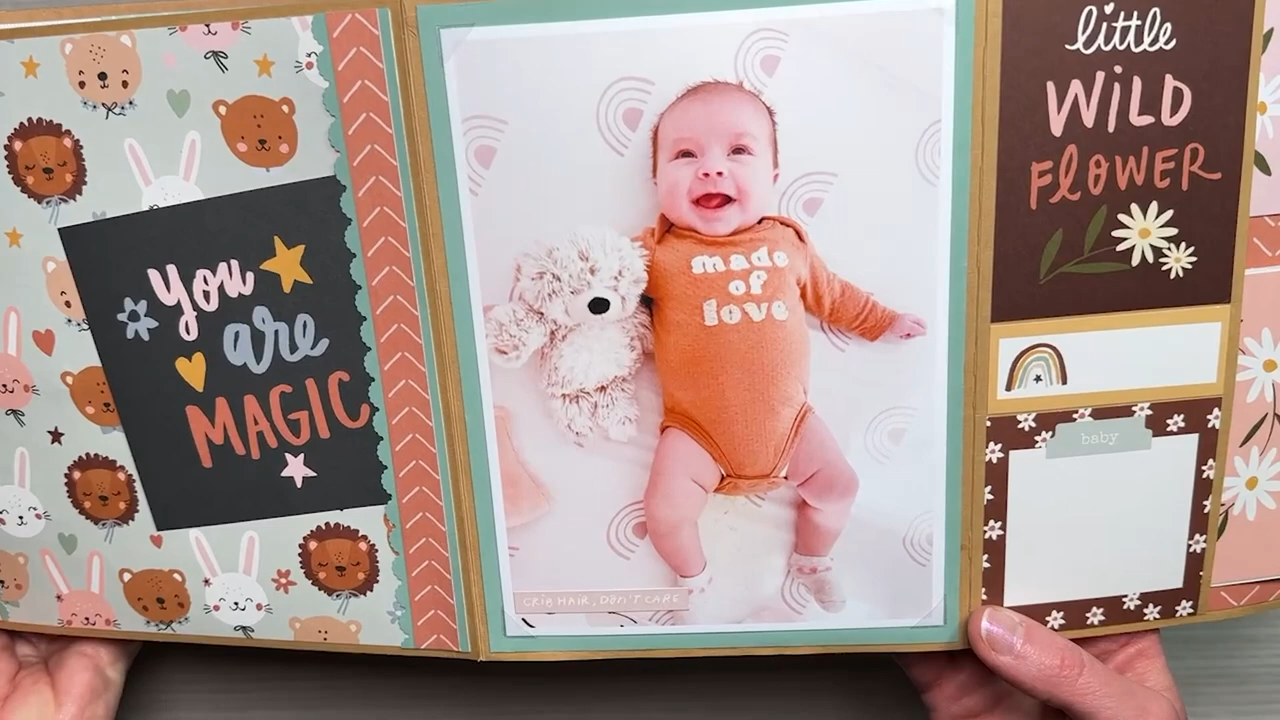 You
are
MAGIC
made
of
love
CRIB HAIR, DON'T CARE
little
WILD
FLOWER
baby